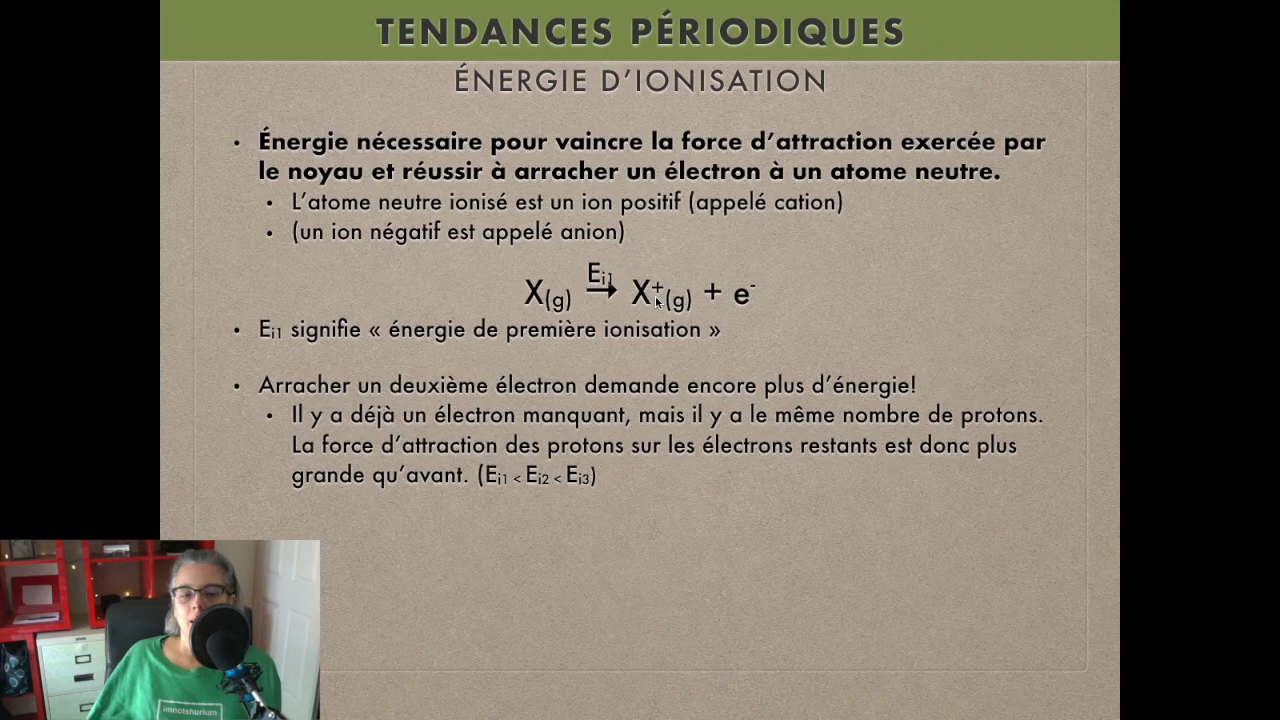 TENDANCES PÉRIODIQUES
ÉNERGIE D’IONISATION
• Énergie nécessaire pour vaincre la force d’attraction exercée par
le noyau et réussir à arracher un électron à un atome neutre.
• L’atome neutre ionisé est un ion positif (appelé cation)
• (un ion négatif est appelé anion)
Ei1
X(g) → X+(g) + e-
• Ei1 signifie « énergie de première ionisation »
• Arracher un deuxième électron demande encore plus d’énergie!
• Il y a déjà un électron manquant, mais il y a le même nombre de protons.
La force d’attraction des protons sur les électrons restants est donc plus
grande qu’avant. (Ei1 < Ei2 < Ei3)
imnotshurium